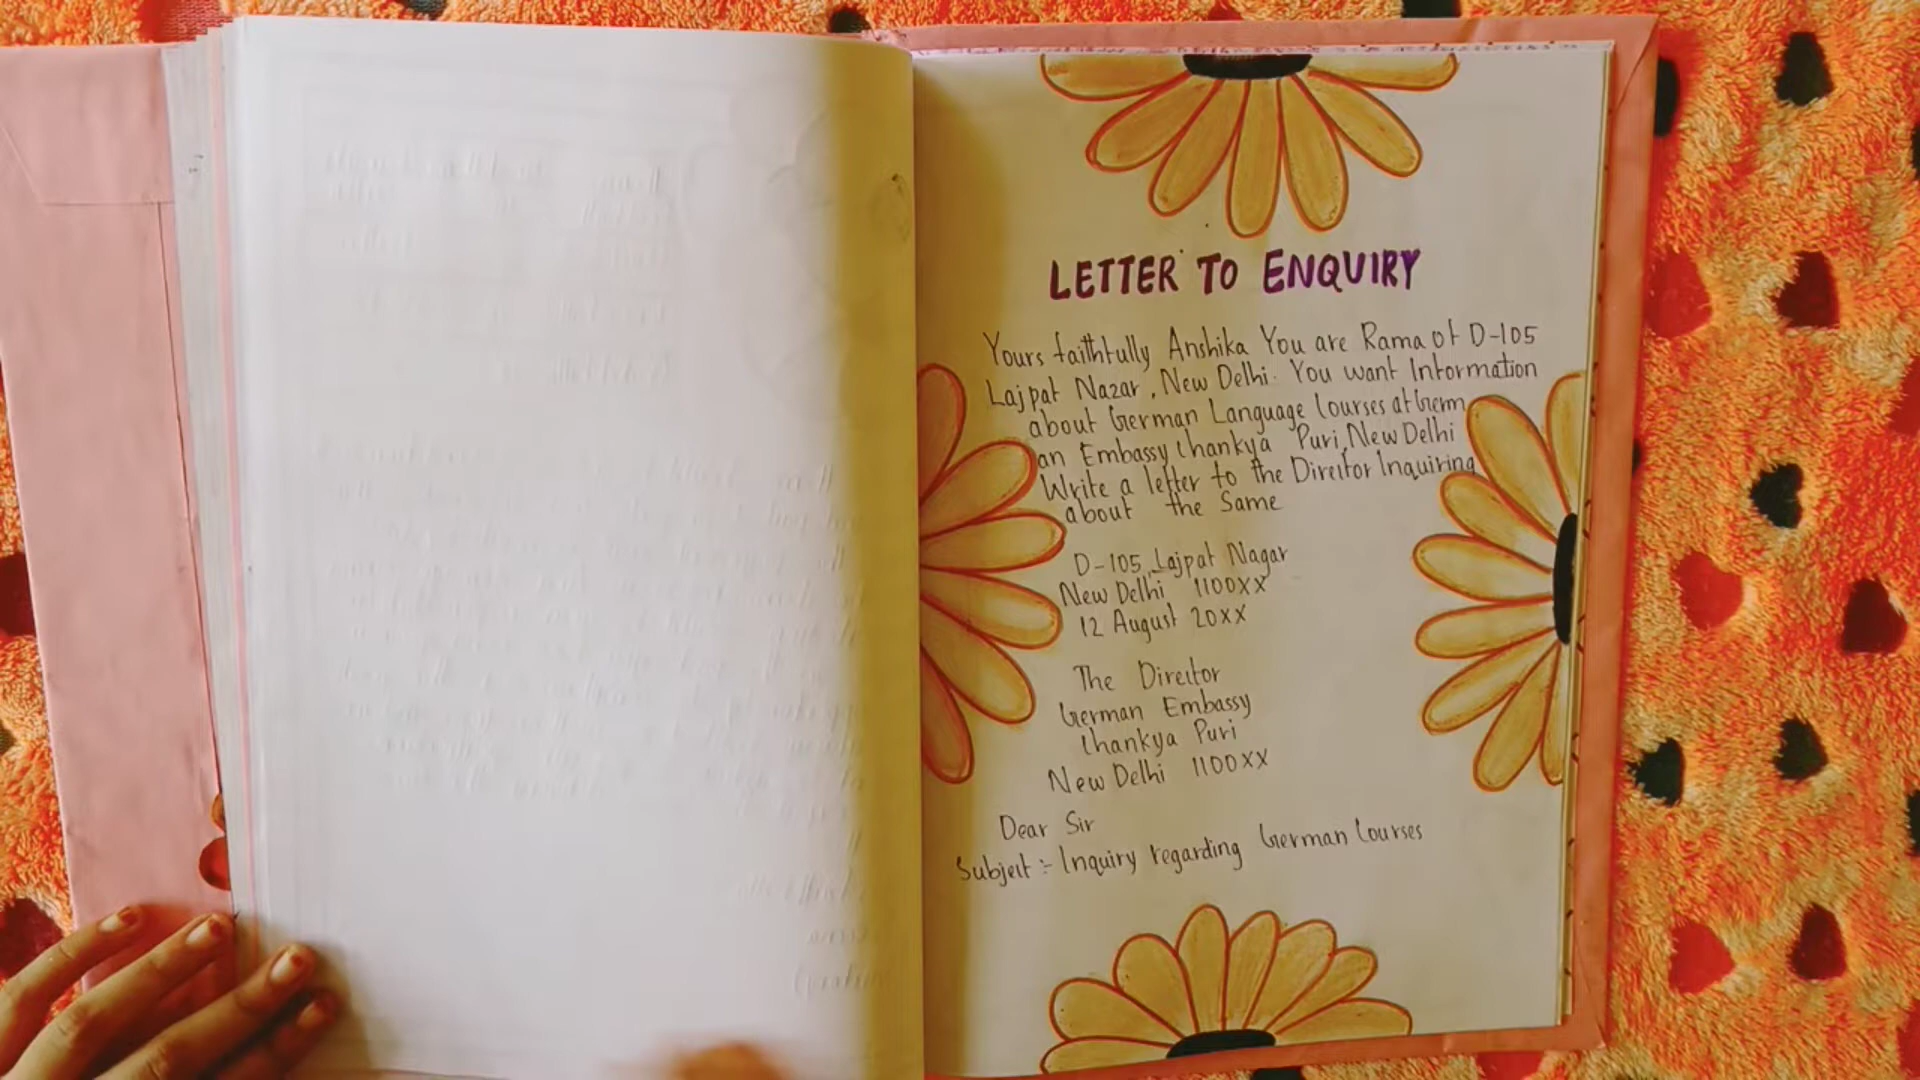 LETTER TO ENQUIRY
Yours faithfully Anshika You are Rama of D-105
Lajpat Nazar, New Delhi. You want Information
about German Language Courses at Germ
an Embassy Chankya Puri, New Delhi
Write a letter to the Director Inquiring
about the Same
D-105, Lajpat Nagar
New Delhi 1100XX
12 August 20XX
The Director
German Embassy
Chankya Puri
New Delhi 1100XX
Dear Sir
Subject :- Inquiry regarding German Courses